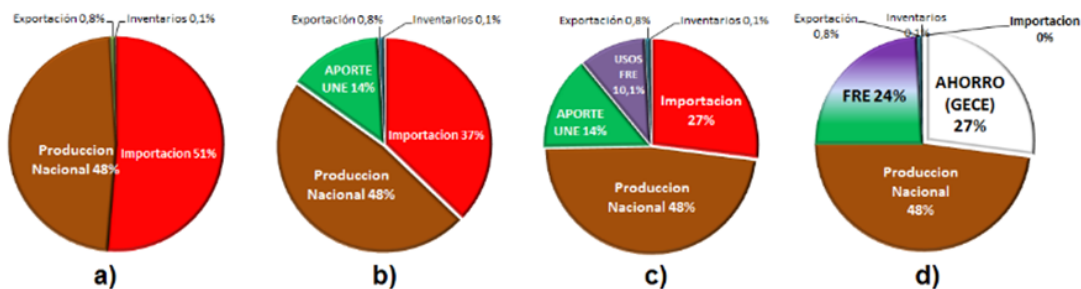 Exportación 0,8%
Inventarios 0,1%
Produccion
Nacional 48%
Importacion 51%
a)
Exportación 0,8%
Inventarios 0,1%
APORTE
UNE 14%
Importacion 37%
Produccion
Nacional 48%
b)
Exportación 0,8%
Inventarios 0,1%
USOS
FRE
10,1%
APORTE
UNE 14%
Importacion
27%
Produccion
Nacional 48%
c)
Exportación
0,8%
Inventarios
0,1%
Importacion
0%
FRE 24%
AHORRO
(GECE)
27%
Produccion
Nacional
48%
d)